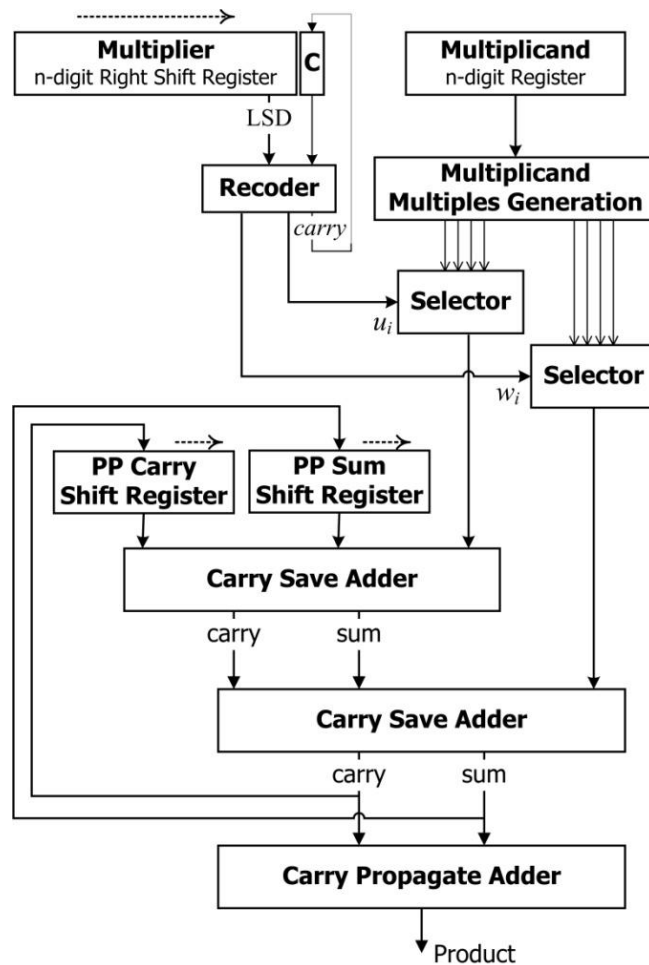 Multiplier
n-digit Right Shift Register
C
Multiplicand
n-digit Register
LSD
Recoder
carry
Multiplicand
Multiples Generation
Selector
u_i
Selector
w_i
PP Carry
Shift Register
PP Sum
Shift Register
Carry Save Adder
carry
sum
Carry Save Adder
carry
sum
Carry Propagate Adder
Product